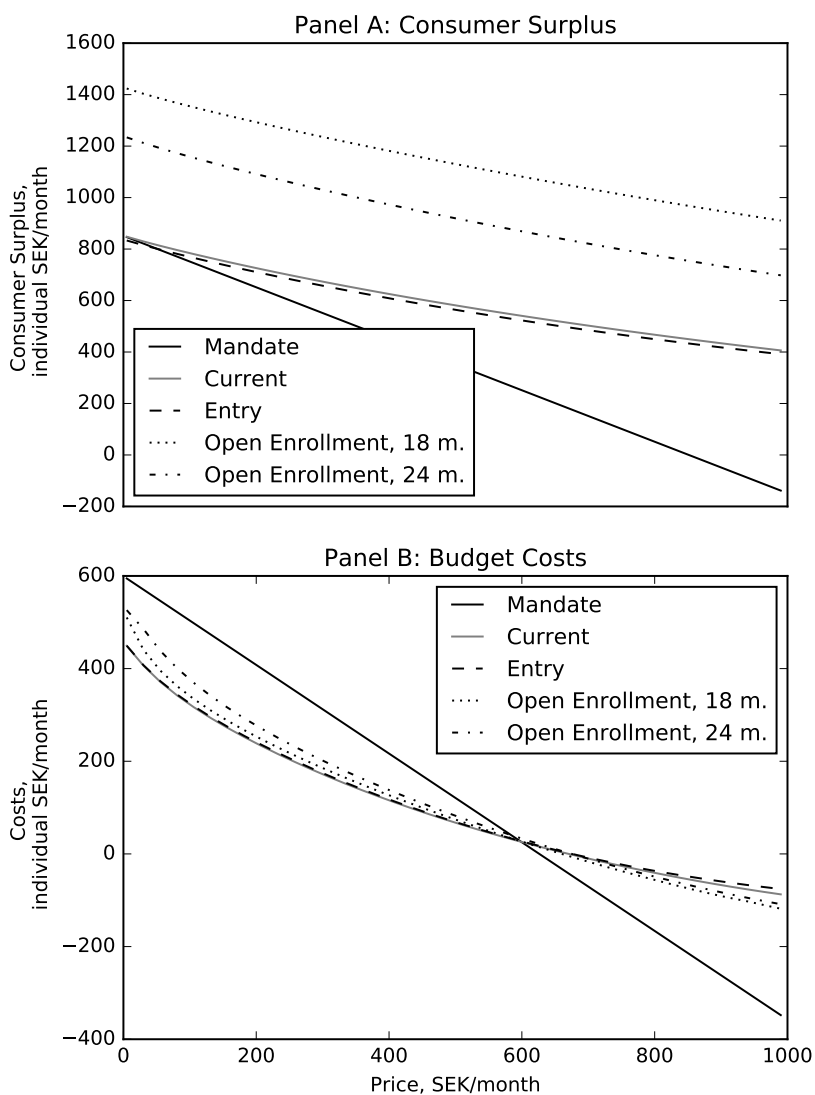 Panel A: Consumer Surplus
1600
1400
1200
1000
800
600
400
200
0
−200
Consumer Surplus,
individual SEK/month
Mandate
Current
Entry
Open Enrollment, 18 m.
Open Enrollment, 24 m.
Panel B: Budget Costs
600
400
200
0
−200
−400
Costs,
individual SEK/month
Mandate
Current
Entry
Open Enrollment, 18 m.
Open Enrollment, 24 m.
0 200 400 600 800 1000
Price, SEK/month